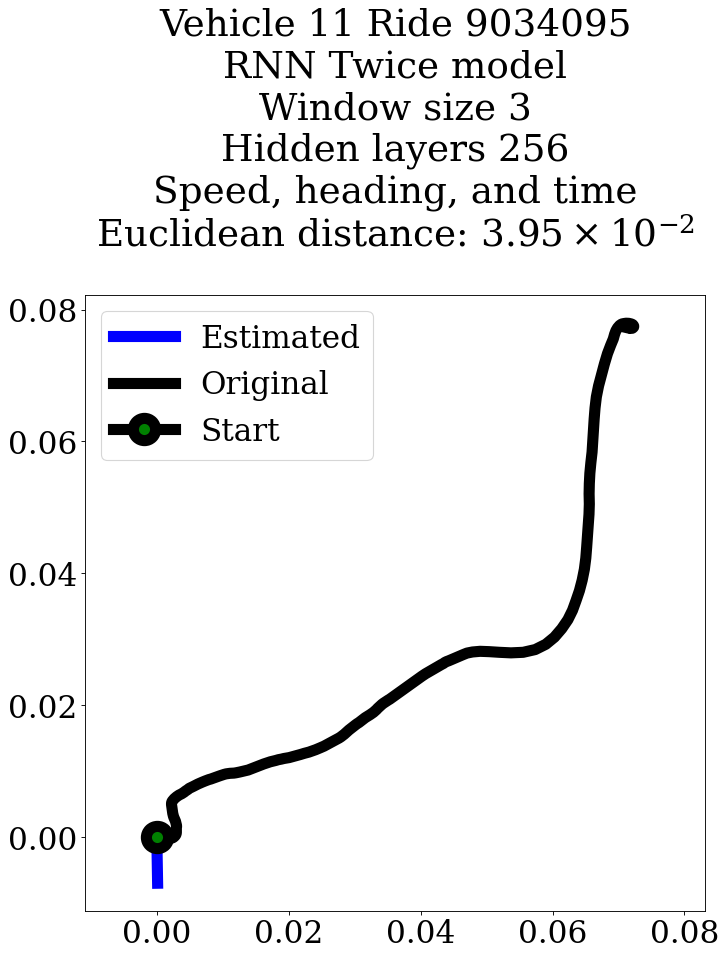 Vehicle 11 Ride 9034095
RNN Twice model
Window size 3
Hidden layers 256
Speed, heading, and time
Euclidean distance: 3.95 × 10⁻²
0.08
0.06
0.04
0.02
0.00
Estimated
Original
Start
0.00 0.02 0.04 0.06 0.08